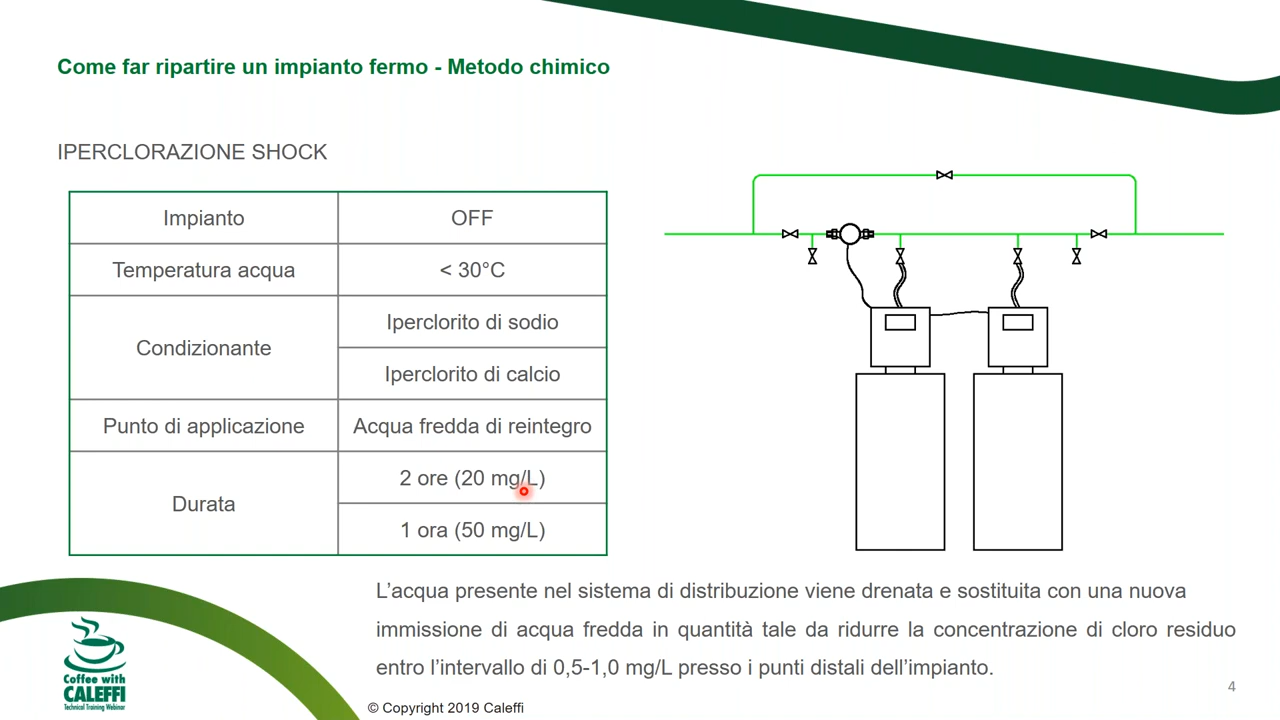 Come far ripartire un impianto fermo - Metodo chimico
IPERCLORAZIONE SHOCK
Impianto OFF
Temperatura acqua < 30°C
Condizionante
Iperclorito di sodio
Iperclorito di calcio
Punto di applicazione Acqua fredda di reintegro
Durata
2 ore (20 mg/L)
1 ora (50 mg/L)
L’acqua presente nel sistema di distribuzione viene drenata e sostituita con una nuova
immissione di acqua fredda in quantità tale da ridurre la concentrazione di cloro residuo
entro l’intervallo di 0,5-1,0 mg/L presso i punti distali dell’impianto.
Coffee with
CALEFFI
Technical Training Webinar
© Copyright 2019 Caleffi
4